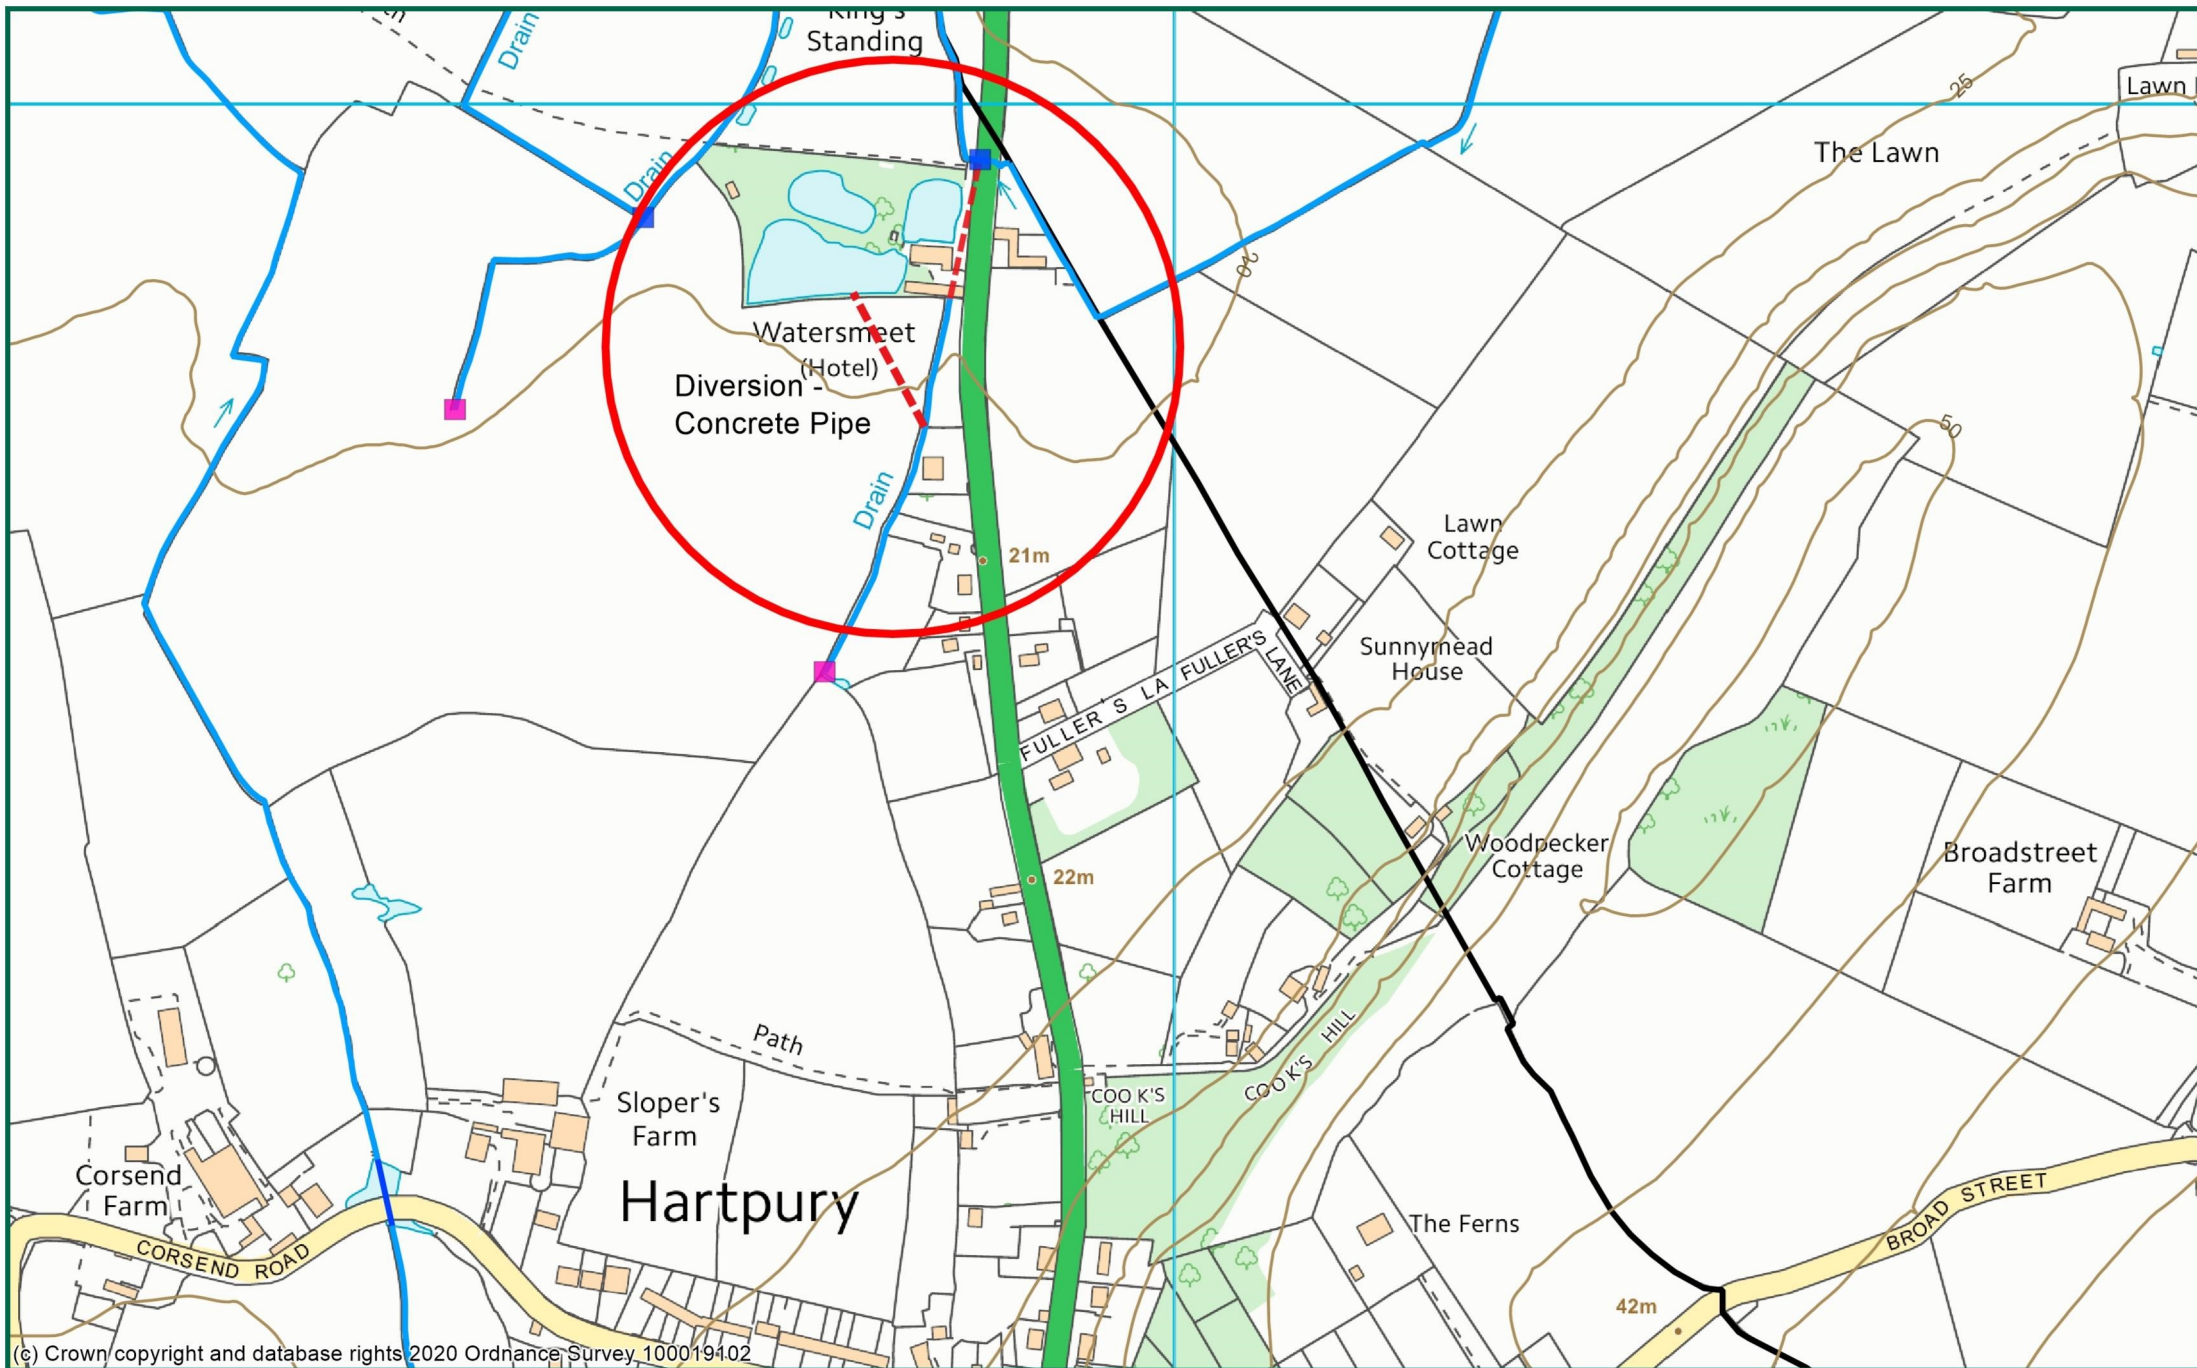 Drain
King's
Standing
25
Lawn
The Lawn
Drain
20
Watersmeet
(Hotel)
Diversion -
Concrete Pipe
50
Drain
Lawn
Cottage
21m
Sunnymead
House
FULLER'S LA
FULLER'S
LANE
Woodpecker
Cottage
Broadstreet
Farm
22m
Path
COOK'S HILL
COOK'S
HILL
Sloper's
Farm
Corsend
Farm
Hartpury
The Ferns
BROAD STREET
CORSEND ROAD
42m
(c) Crown copyright and database rights 2020 Ordnance Survey 100019102